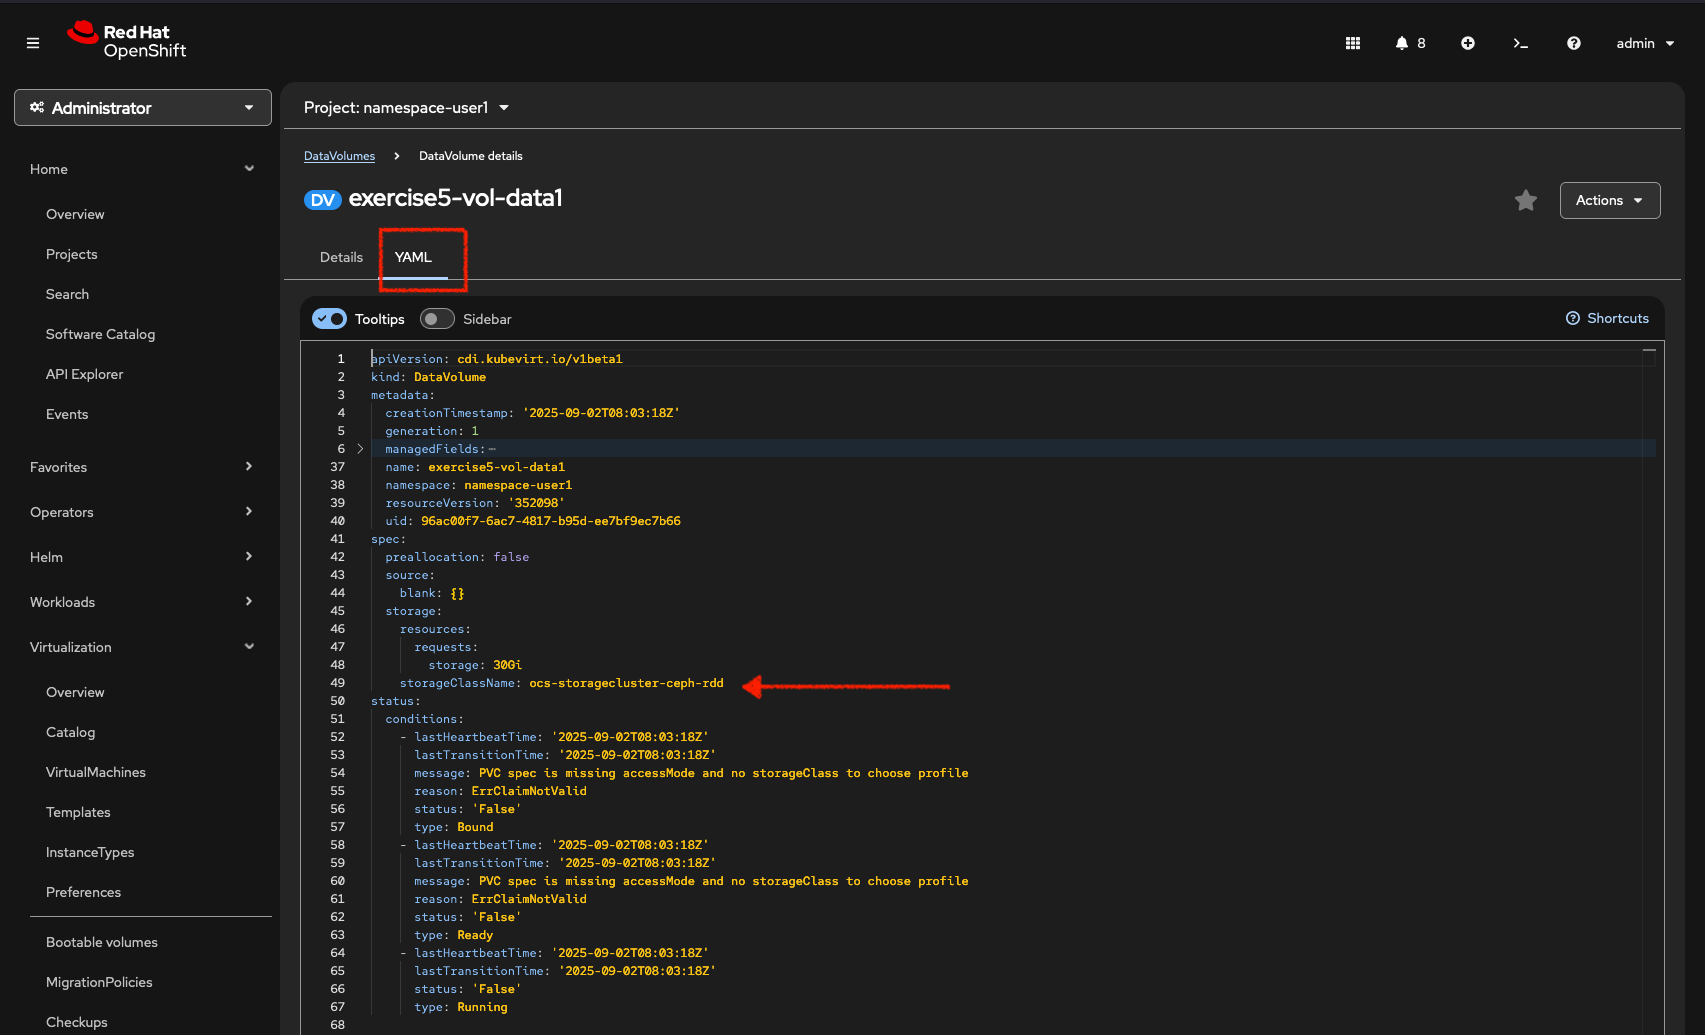 Red Hat
OpenShift
8
admin
Administrator
Home
Overview
Projects
Search
Software Catalog
API Explorer
Events
Favorites
Operators
Helm
Workloads
Virtualization
Overview
Catalog
VirtualMachines
Templates
InstanceTypes
Preferences
Bootable volumes
MigrationPolicies
Checkups
Project: namespace-user1
DataVolumes > DataVolume details
DV exercise5-vol-data1
Actions
Details YAML
Tooltips Sidebar
Shortcuts
1 apiVersion: cdi.kubevirt.io/v1beta1
2 kind: DataVolume
3 metadata:
4 creationTimestamp: '2025-09-02T08:03:18Z'
5 generation: 1
6 managedFields:
37 name: exercise5-vol-data1
38 namespace: namespace-user1
39 resourceVersion: '352098'
40 uid: 96ac00f7-6ac7-4817-b95d-ee7bf9ec7b66
41 spec:
42 preallocation: false
43 source:
44 blank: {}
45 storage:
46 resources:
47 requests:
48 storage: 30Gi
49 storageClassName: ocs-storagecluster-ceph-rdd
50 status:
51 conditions:
52 - lastHeartbeatTime: '2025-09-02T08:03:18Z'
53 lastTransitionTime: '2025-09-02T08:03:18Z'
54 message: PVC spec is missing accessMode and no storageClass to choose profile
55 reason: ErrClaimNotValid
56 status: 'False'
57 type: Bound
58 - lastHeartbeatTime: '2025-09-02T08:03:18Z'
59 lastTransitionTime: '2025-09-02T08:03:18Z'
60 message: PVC spec is missing accessMode and no storageClass to choose profile
61 reason: ErrClaimNotValid
62 status: 'False'
63 type: Ready
64 - lastHeartbeatTime: '2025-09-02T08:03:18Z'
65 lastTransitionTime: '2025-09-02T08:03:18Z'
66 status: 'False'
67 type: Running
68